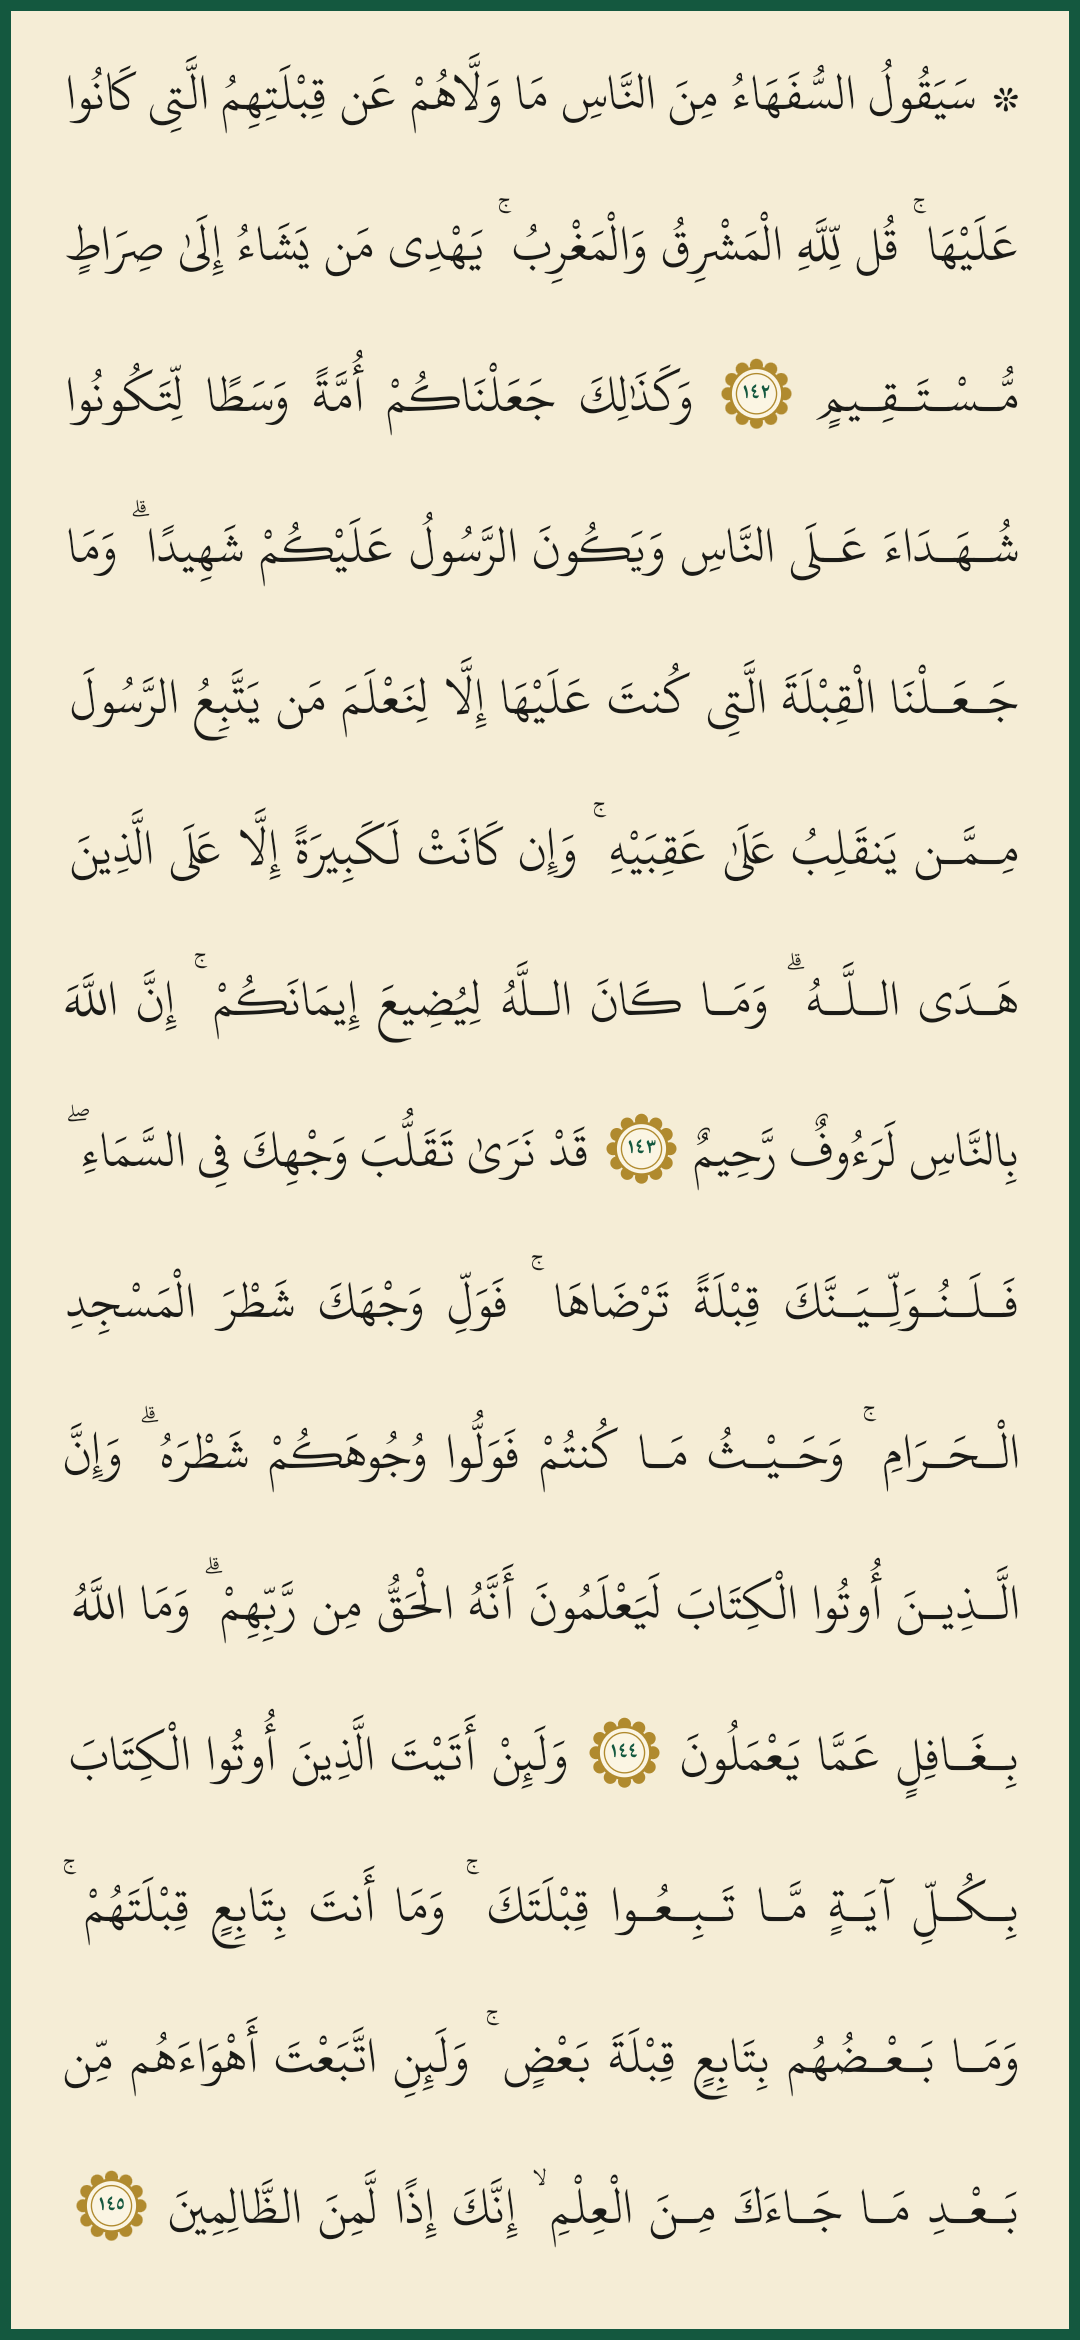 ۞ سَيَقُولُ السُّفَهَاءُ مِنَ النَّاسِ مَا وَلَّاهُمْ عَن قِبْلَتِهِمُ الَّتِي كَانُوا
عَلَيْهَا ۚ قُل لِّلَّهِ الْمَشْرِقُ وَالْمَغْرِبُ ۚ يَهْدِي مَن يَشَاءُ إِلَىٰ صِرَاطٍ
مُّسْتَقِيمٍ ١٤٢ وَكَذَٰلِكَ جَعَلْنَاكُمْ أُمَّةً وَسَطًا لِّتَكُونُوا
شُهَدَاءَ عَلَى النَّاسِ وَيَكُونَ الرَّسُولُ عَلَيْكُمْ شَهِيدًا ۗ وَمَا
جَعَلْنَا الْقِبْلَةَ الَّتِي كُنتَ عَلَيْهَا إِلَّا لِنَعْلَمَ مَن يَتَّبِعُ الرَّسُولَ
مِمَّن يَنقَلِبُ عَلَىٰ عَقِبَيْهِ ۚ وَإِن كَانَتْ لَكَبِيرَةً إِلَّا عَلَى الَّذِينَ
هَدَى اللَّهُ ۗ وَمَا كَانَ اللَّهُ لِيُضِيعَ إِيمَانَكُمْ ۚ إِنَّ اللَّهَ
بِالنَّاسِ لَرَءُوفٌ رَّحِيمٌ ١٤٣ قَدْ نَرَىٰ تَقَلُّبَ وَجْهِكَ فِي السَّمَاءِ ۖ
فَلَنُوَلِّيَنَّكَ قِبْلَةً تَرْضَاهَا ۚ فَوَلِّ وَجْهَكَ شَطْرَ الْمَسْجِدِ
الْحَرَامِ ۚ وَحَيْثُ مَا كُنتُمْ فَوَلُّوا وُجُوهَكُمْ شَطْرَهُ ۗ وَإِنَّ
الَّذِينَ أُوتُوا الْكِتَابَ لَيَعْلَمُونَ أَنَّهُ الْحَقُّ مِن رَّبِّهِمْ ۗ وَمَا اللَّهُ
بِغَافِلٍ عَمَّا يَعْمَلُونَ ١٤٤ وَلَئِنْ أَتَيْتَ الَّذِينَ أُوتُوا الْكِتَابَ
بِكُلِّ آيَةٍ مَّا تَبِعُوا قِبْلَتَكَ ۚ وَمَا أَنتَ بِتَابِعٍ قِبْلَتَهُمْ ۚ
وَمَا بَعْضُهُم بِتَابِعٍ قِبْلَةَ بَعْضٍ ۚ وَلَئِنِ اتَّبَعْتَ أَهْوَاءَهُم مِّن
بَعْدِ مَا جَاءَكَ مِنَ الْعِلْمِ ۙ إِنَّكَ إِذًا لَّمِنَ الظَّالِمِينَ ١٤٥